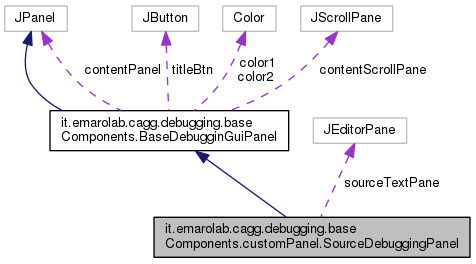 JPanel
JButton
Color
JScrollPane
contentPanel
titleBtn
color1
color2
contentScrollPane
it.emarolab.cagg.debugging.base
Components.BaseDebugginGuiPanel
JEditorPane
sourceTextPane
it.emarolab.cagg.debugging.base
Components.customPanel.SourceDebuggingPanel